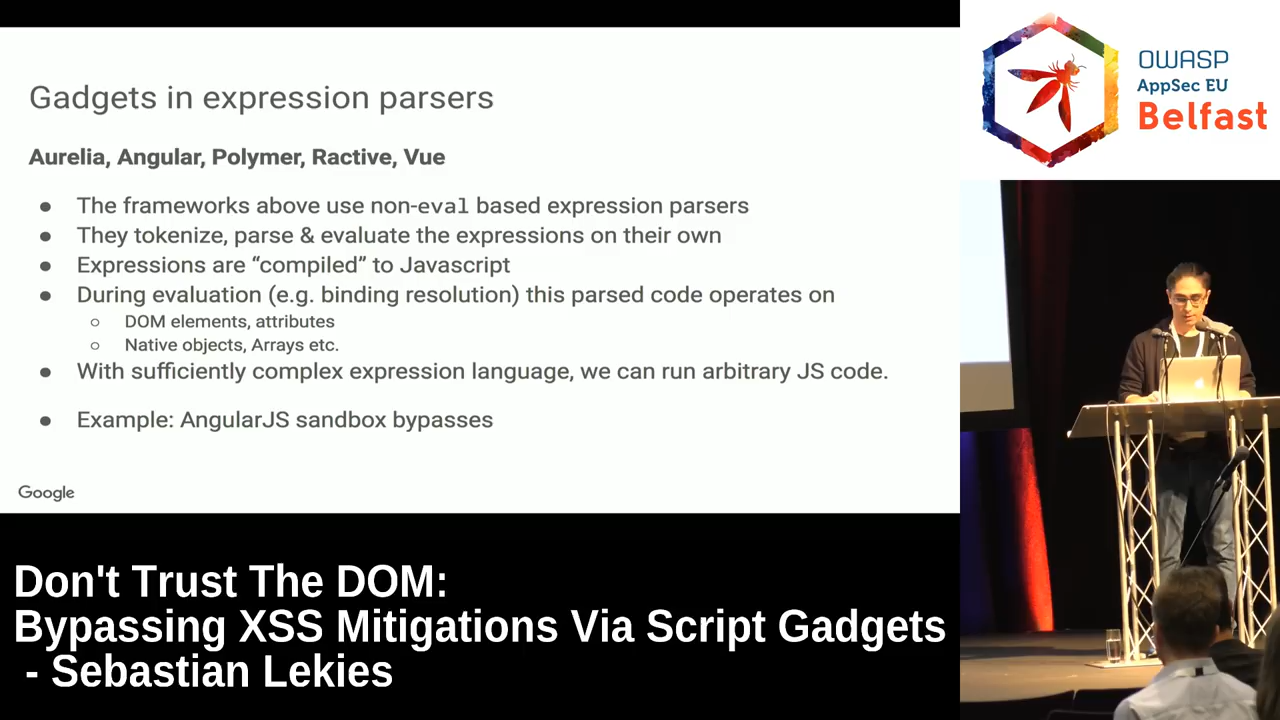 Gadgets in expression parsers
Aurelia, Angular, Polymer, Ractive, Vue
● The frameworks above use non-eval based expression parsers
● They tokenize, parse & evaluate the expressions on their own
● Expressions are “compiled” to Javascript
● During evaluation (e.g. binding resolution) this parsed code operates on
○ DOM elements, attributes
○ Native objects, Arrays etc.
● With sufficiently complex expression language, we can run arbitrary JS code.
● Example: AngularJS sandbox bypasses
Google
OWASP
AppSec EU
Belfast
Don't Trust The DOM:
Bypassing XSS Mitigations Via Script Gadgets
- Sebastian Lekies